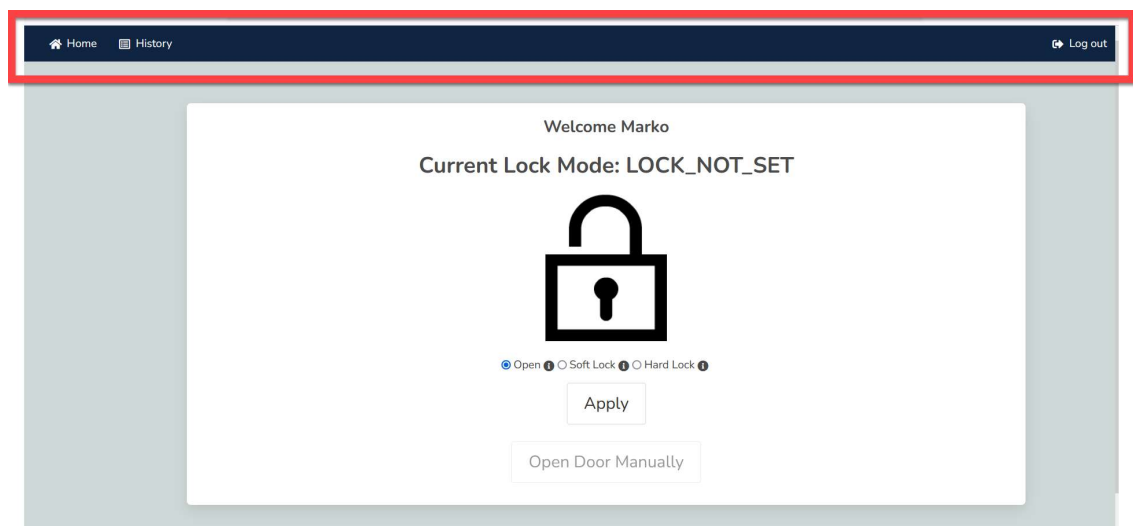 Home History Log out
Welcome Marko
Current Lock Mode: LOCK_NOT_SET
Open Soft Lock Hard Lock
Apply
Open Door Manually